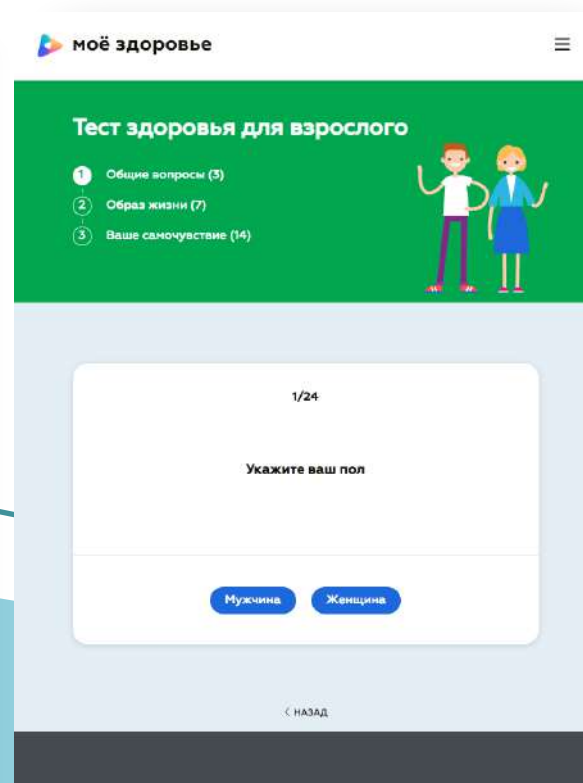 моё здоровье
Тест здоровья для взрослого
1 Общие вопросы (3)
2 Образ жизни (7)
3 Ваше самочувствие (14)
1/24
Укажите ваш пол
Мужчина Женщина
< НАЗАД